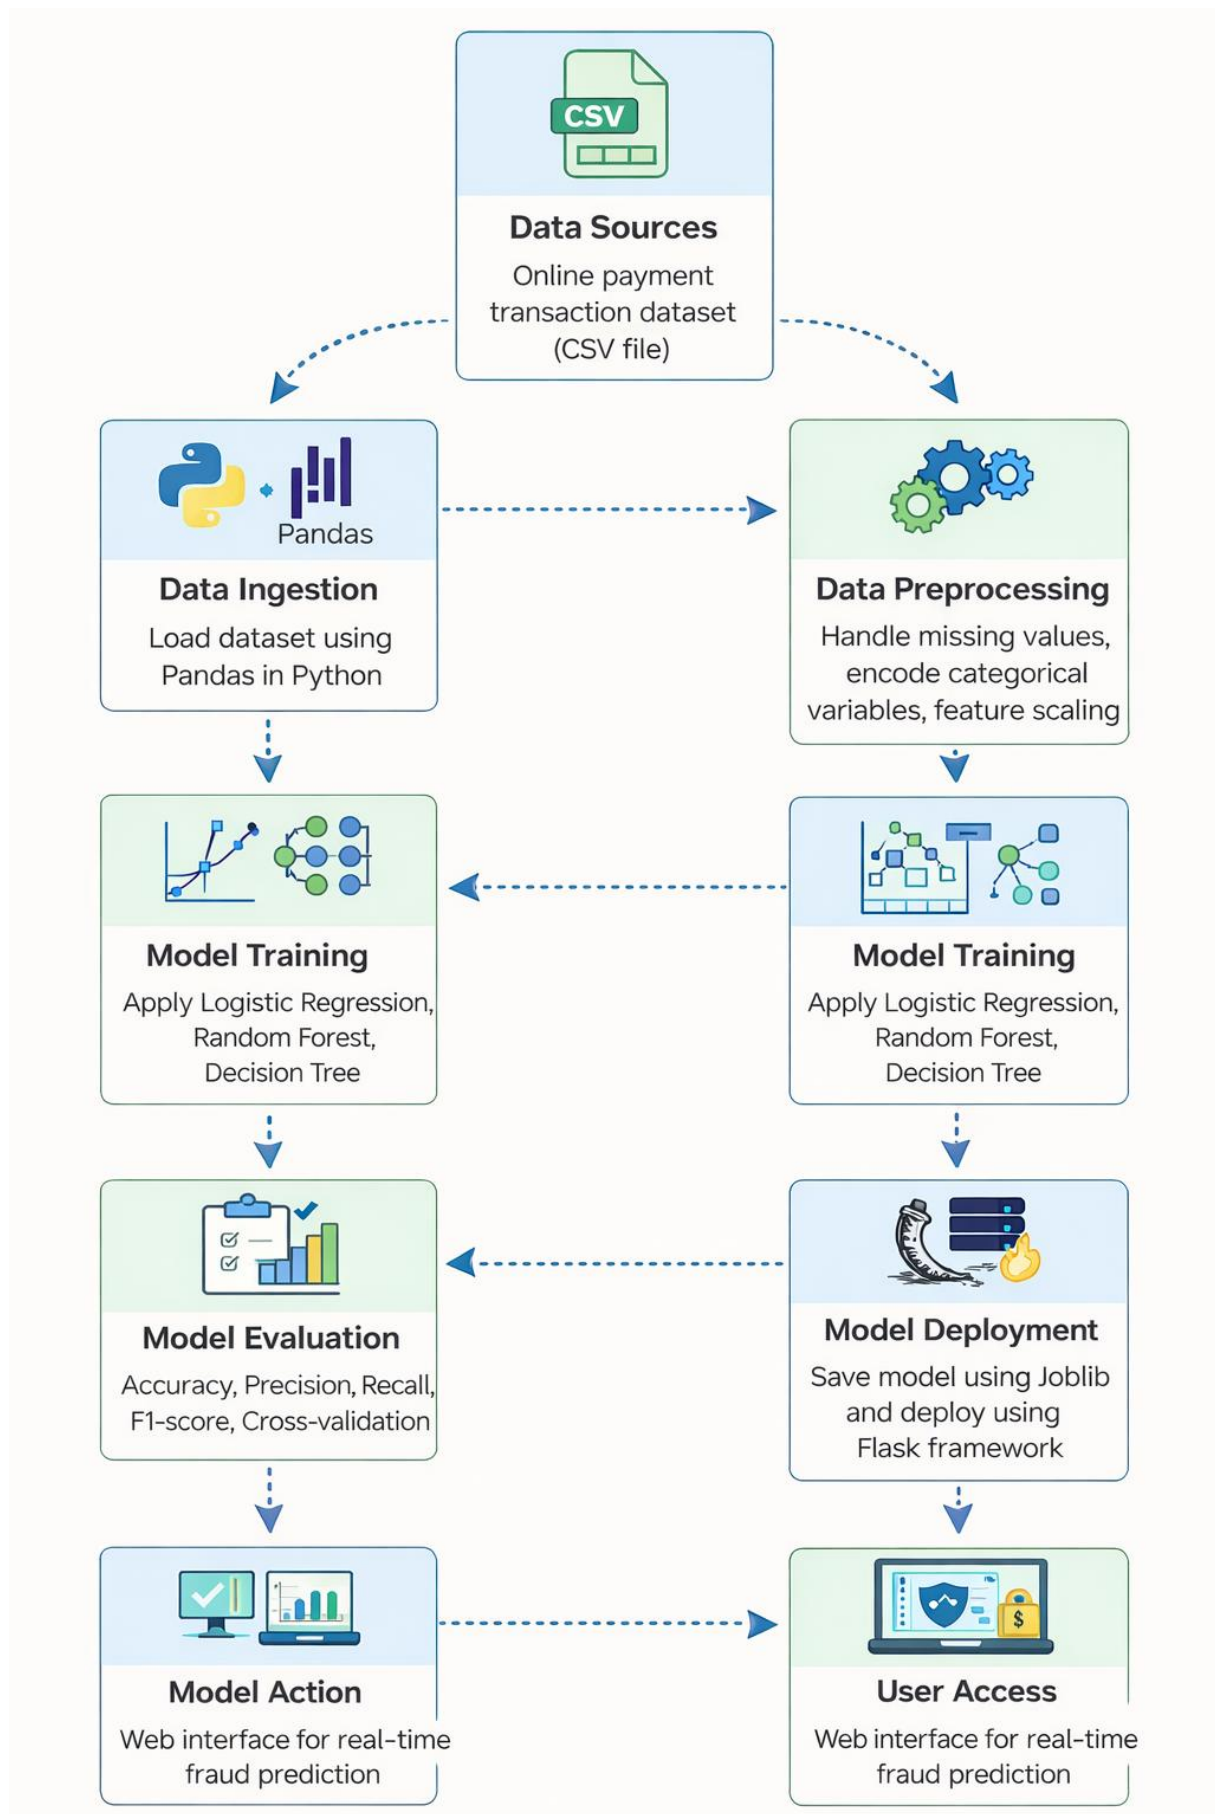 CSV
Data Sources
Online payment
transaction dataset
(CSV file)
Pandas
Data Ingestion
Load dataset using
Pandas in Python
Data Preprocessing
Handle missing values,
encode categorical
variables, feature scaling
Model Training
Apply Logistic Regression,
Random Forest,
Decision Tree
Model Training
Apply Logistic Regression,
Random Forest,
Decision Tree
Model Evaluation
Accuracy, Precision, Recall,
F1-score, Cross-validation
Model Deployment
Save model using Joblib
and deploy using
Flask framework
Model Action
Web interface for real-time
fraud prediction
$
User Access
Web interface for real-time
fraud prediction